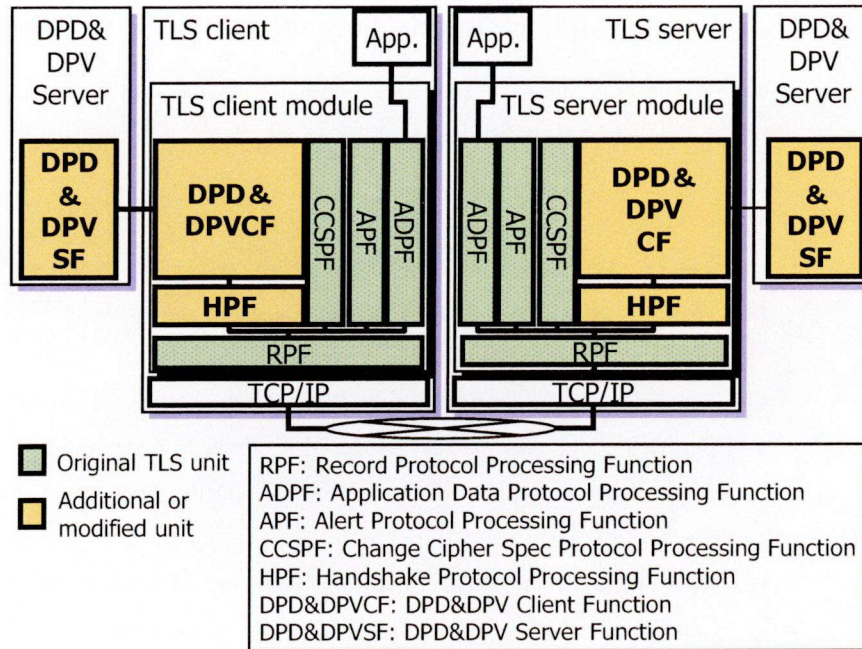 DPD&
DPV
Server
DPD
&
DPV
SF
TLS client
App.
TLS client module
DPD &
DPVCF
CCSPF
APF
ADPF
HPF
RPF
TCP/IP
App.
TLS server
TLS server module
ADPF
APF
CCSPF
DPD &
DPV
CF
HPF
RPF
TCP/IP
DPD&
DPV
Server
DPD
&
DPV
SF
Original TLS unit
Additional or
modified unit
RPF: Record Protocol Processing Function
ADPF: Application Data Protocol Processing Function
APF: Alert Protocol Processing Function
CCSPF: Change Cipher Spec Protocol Processing Function
HPF: Handshake Protocol Processing Function
DPD&DPVCF: DPD&DPV Client Function
DPD&DPVSF: DPD&DPV Server Function